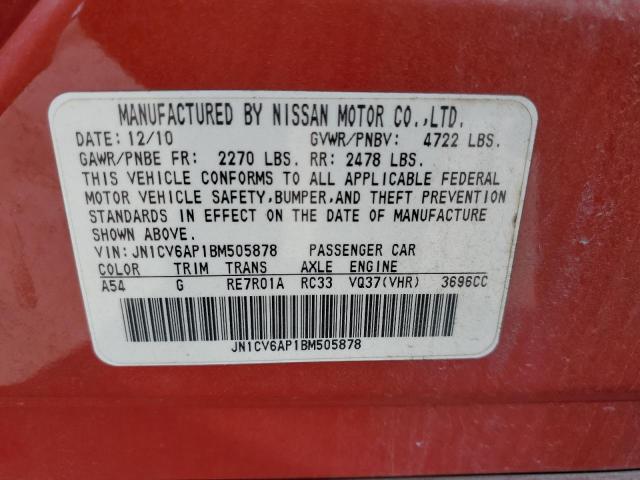 MANUFACTURED BY NISSAN MOTOR CO.,LTD.
DATE: 12/10 GVWR/PNBV: 4722 LBS.
GAWR/PNBE FR: 2270 LBS. RR: 2478 LBS.
THIS VEHICLE CONFORMS TO ALL APPLICABLE FEDERAL
MOTOR VEHICLE SAFETY,BUMPER,AND THEFT PREVENTION
STANDARDS IN EFFECT ON THE DATE OF MANUFACTURE
SHOWN ABOVE.
VIN: JN1CV6AP1BM505878 PASSENGER CAR
COLOR TRIM TRANS AXLE ENGINE
A54 G RE7R01A RC33 VQ37(VHR) 3696CC
JN1CV6AP1BM505878